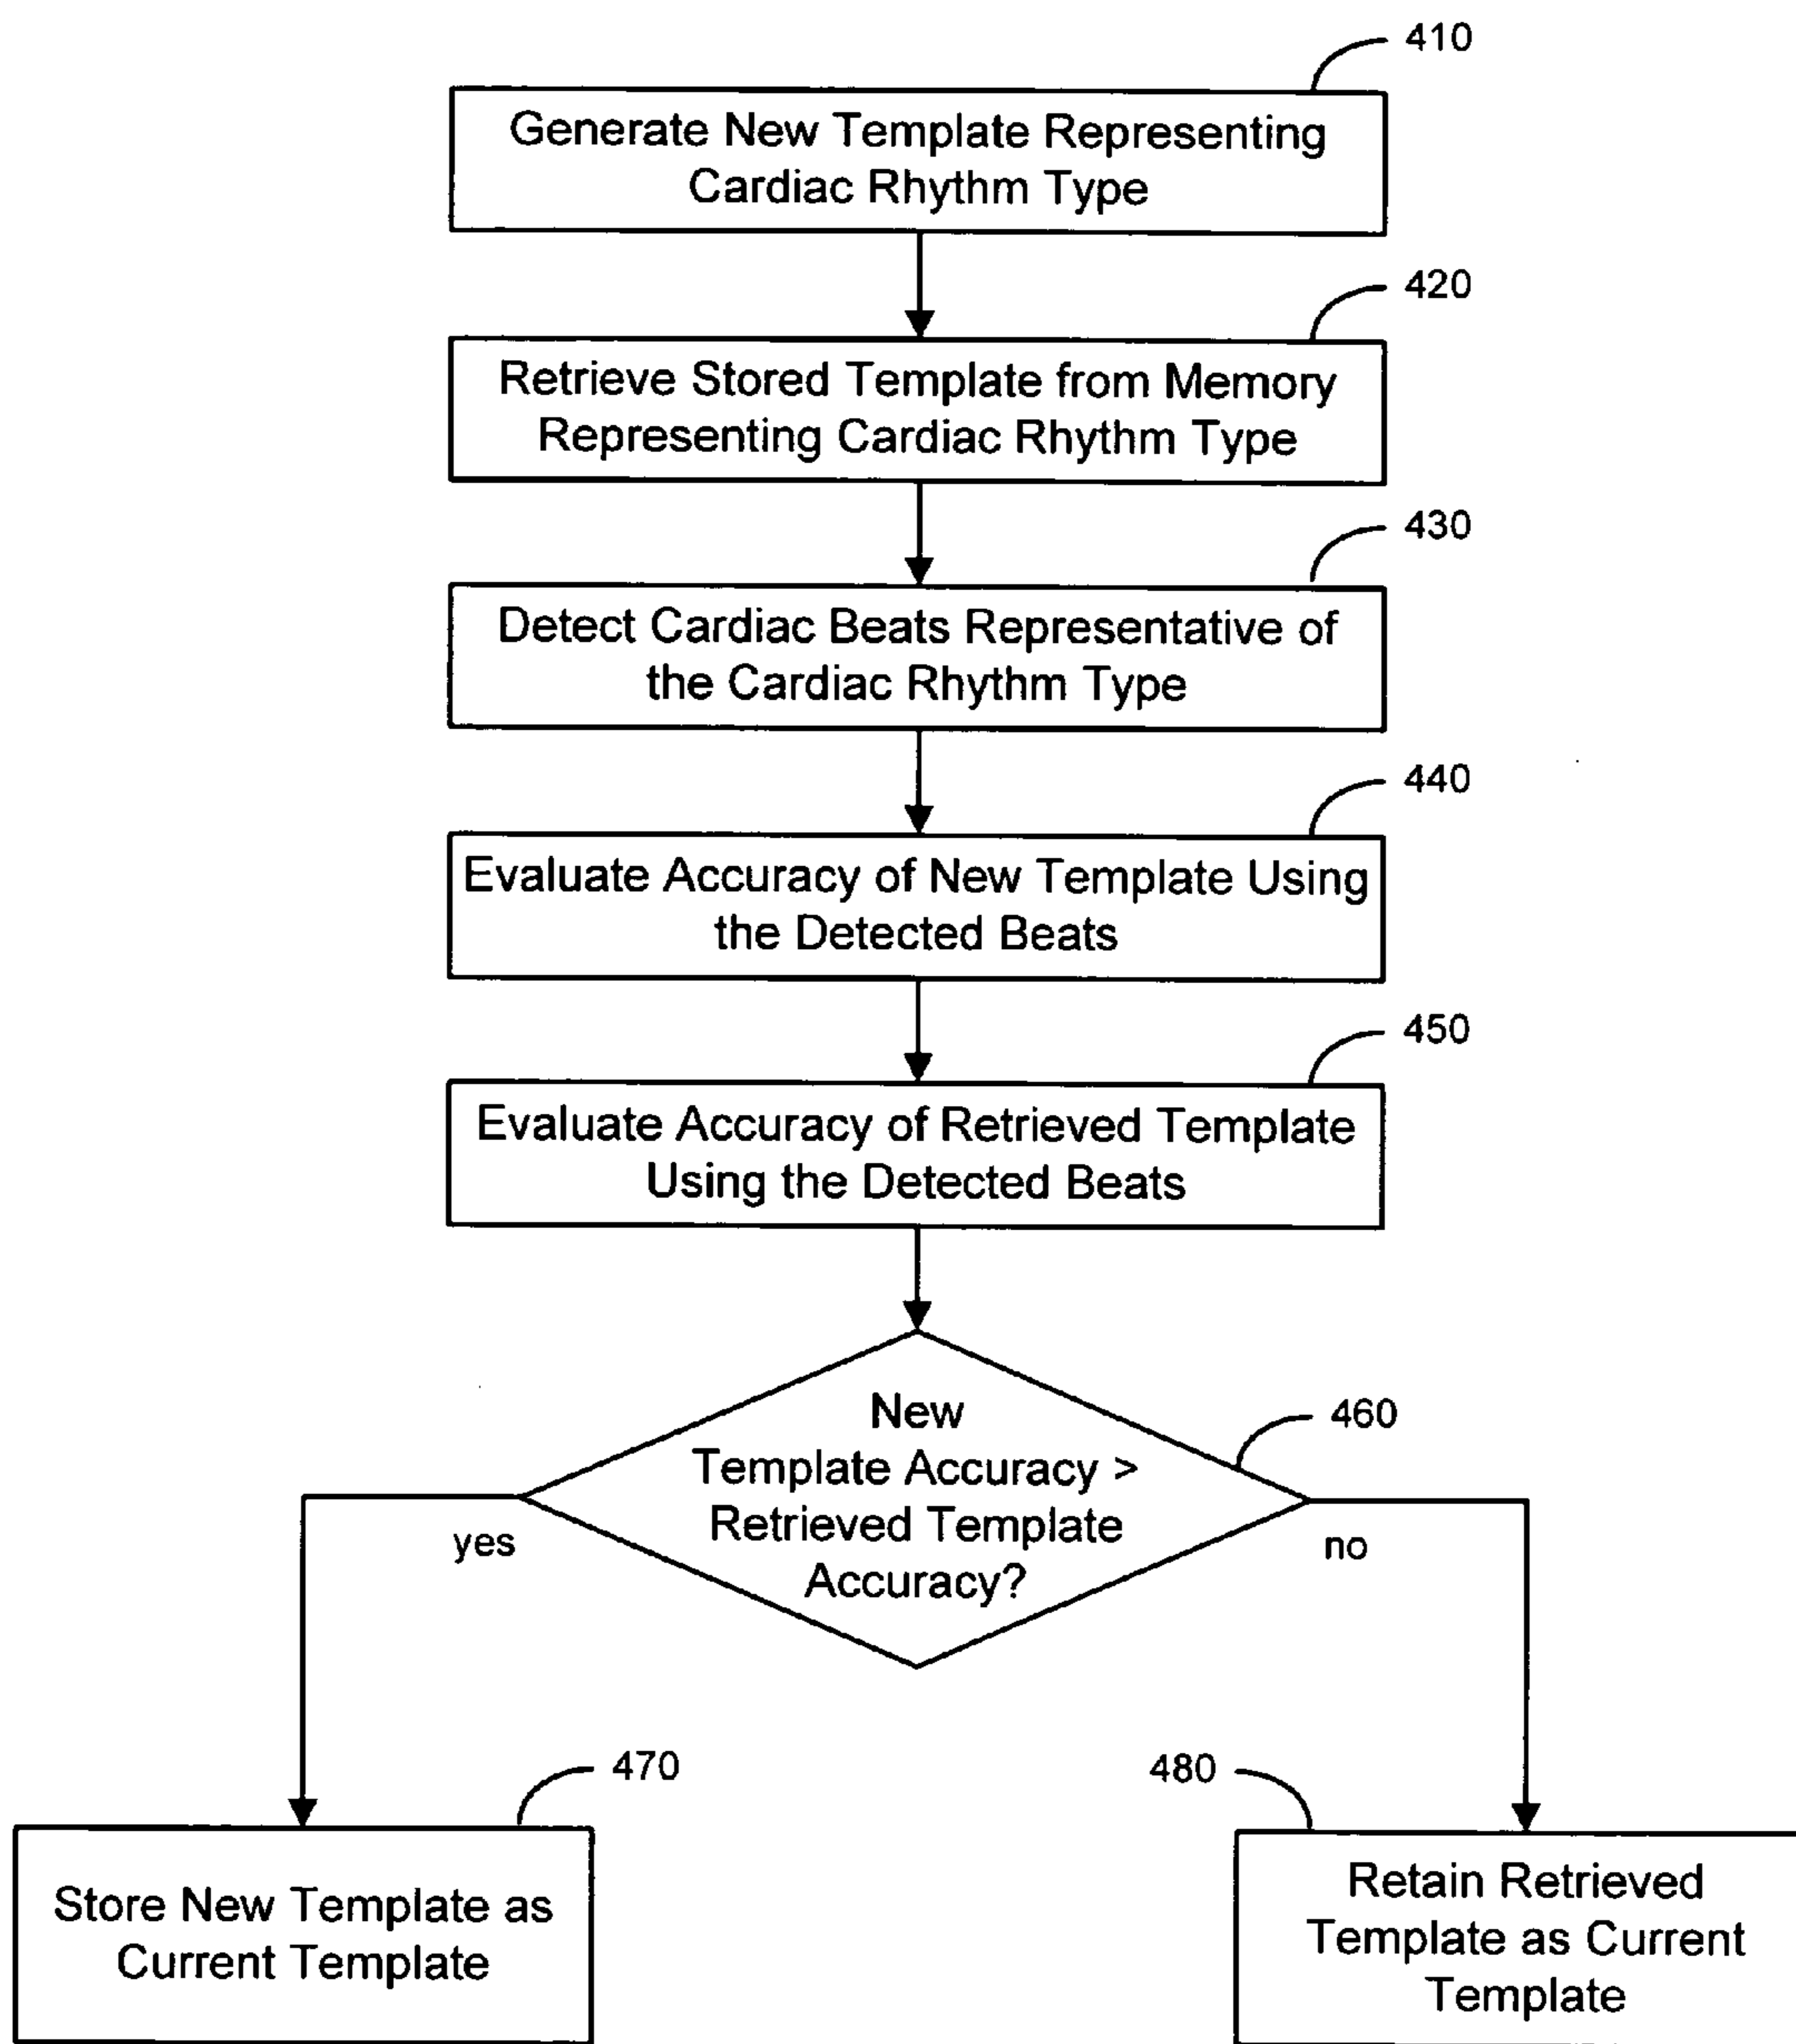 410
Generate New Template Representing
Cardiac Rhythm Type
420
Retrieve Stored Template from Memory
Representing Cardiac Rhythm Type
430
Detect Cardiac Beats Representative of
the Cardiac Rhythm Type
440
Evaluate Accuracy of New Template Using
the Detected Beats
450
Evaluate Accuracy of Retrieved Template
Using the Detected Beats
460
New
Template Accuracy >
Retrieved Template
Accuracy?
yes
no
470
Store New Template as
Current Template
480
Retain Retrieved
Template as Current
Template